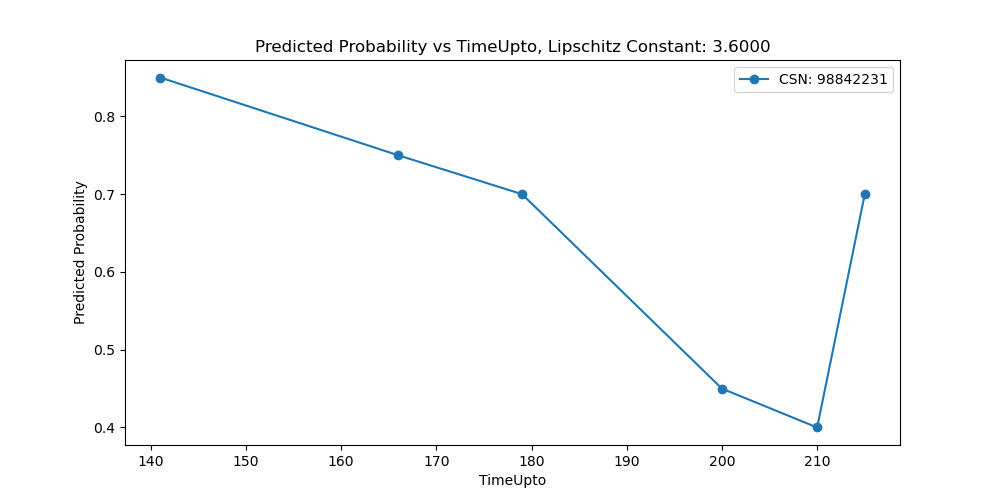 Predicted Probability vs TimeUpto, Lipschitz Constant: 3.6000
CSN: 98842231
Predicted Probability
0.8
0.7
0.6
0.5
0.4
140 150 160 170 180 190 200 210
TimeUpto